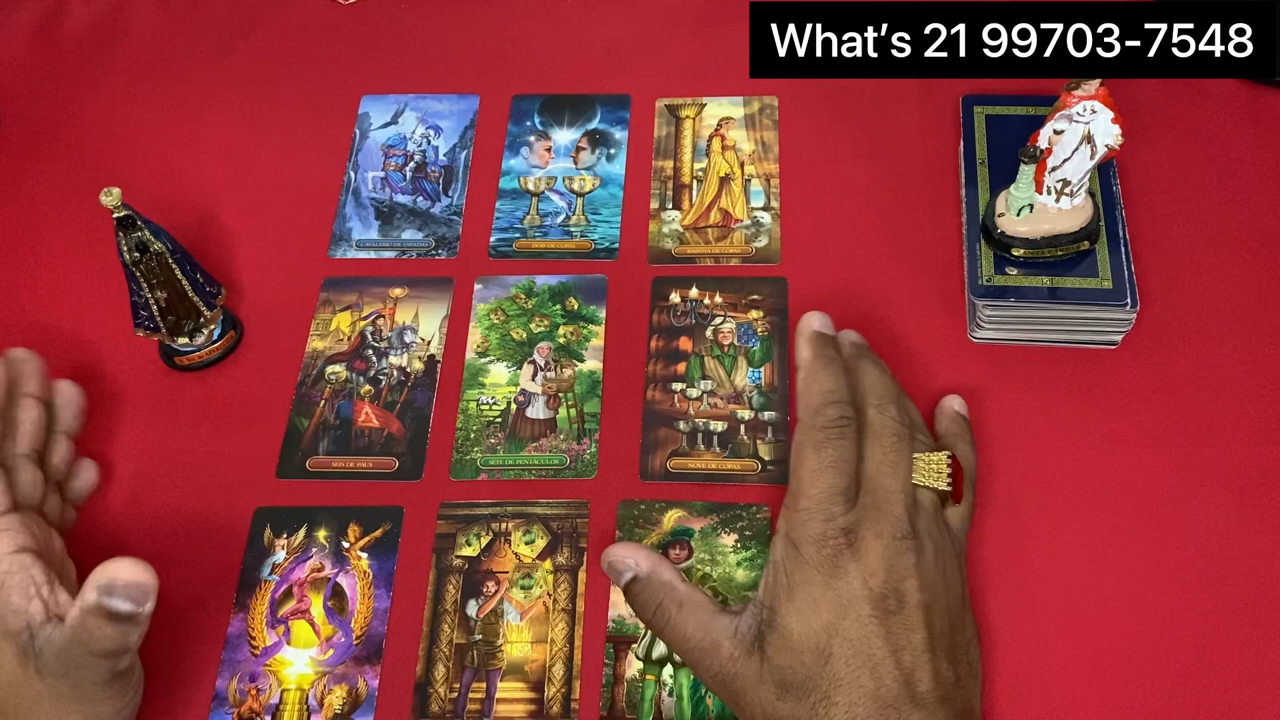 What’s 21 99703-7548
CAVALEIRO DE ESPADAS
DOIS DE COPAS
RAINHA DE COPAS
SEIS DE PAUS
SETE DE PENTÁCULOS
NOVE DE COPAS